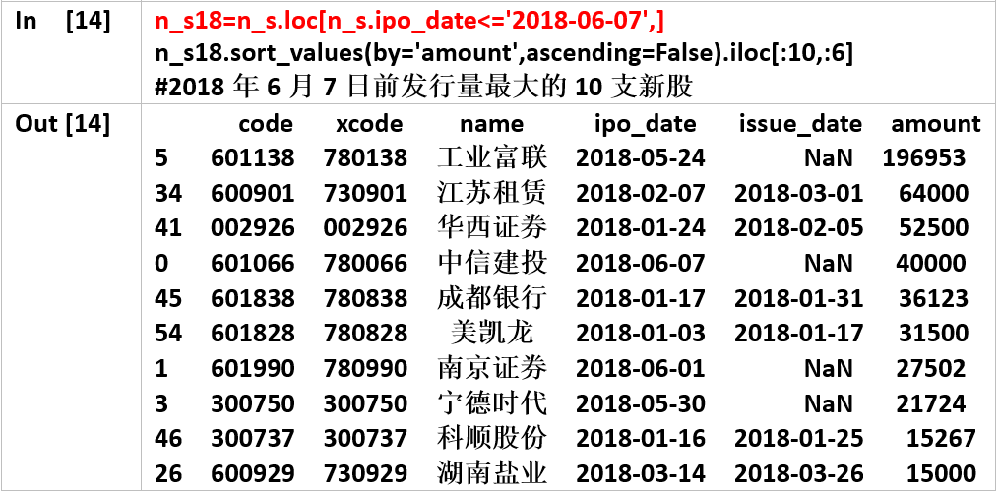 In [14] n_s18=n_s.loc[n_s.ipo_date<='2018-06-07',]
n_s18.sort_values(by='amount',ascending=False).iloc[:10,:6]
#2018 年 6 月 7 日前发行量最大的 10 支新股
Out [14] code xcode name ipo_date issue_date amount
5 601138 780138 工业富联 2018-05-24 NaN 196953
34 600901 730901 江苏租赁 2018-02-07 2018-03-01 64000
41 002926 002926 华西证券 2018-01-24 2018-02-05 52500
0 601066 780066 中信建投 2018-06-07 NaN 40000
45 601838 780838 成都银行 2018-01-17 2018-01-31 36123
54 601828 780828 美凯龙 2018-01-03 2018-01-17 31500
1 601990 780990 南京证券 2018-06-01 NaN 27502
3 300750 300750 宁德时代 2018-05-30 NaN 21724
46 300737 300737 科顺股份 2018-01-16 2018-01-25 15267
26 600929 730929 湖南盐业 2018-03-14 2018-03-26 15000